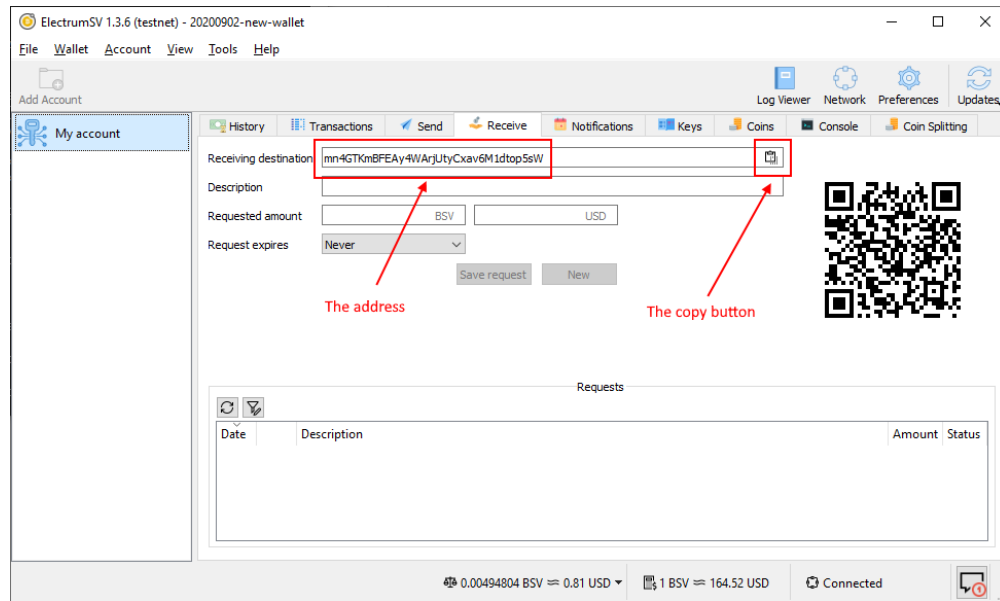 ElectrumSV 1.3.6 (testnet) - 20200902-new-wallet
File Wallet Account View Tools Help
Add Account
Log Viewer Network Preferences Updates
My account
History Transactions Send Receive Notifications Keys Coins Console Coin Splitting
Receiving destination mn4GTKmBFEAy4WArjUtyCxav6M1dtop5sW
Description
Requested amount BSV USD
Request expires Never
Save request New
The address
The copy button
Requests
Date Description Amount Status
0.00494804 BSV ≈ 0.81 USD 1 BSV ≈ 164.52 USD Connected
1